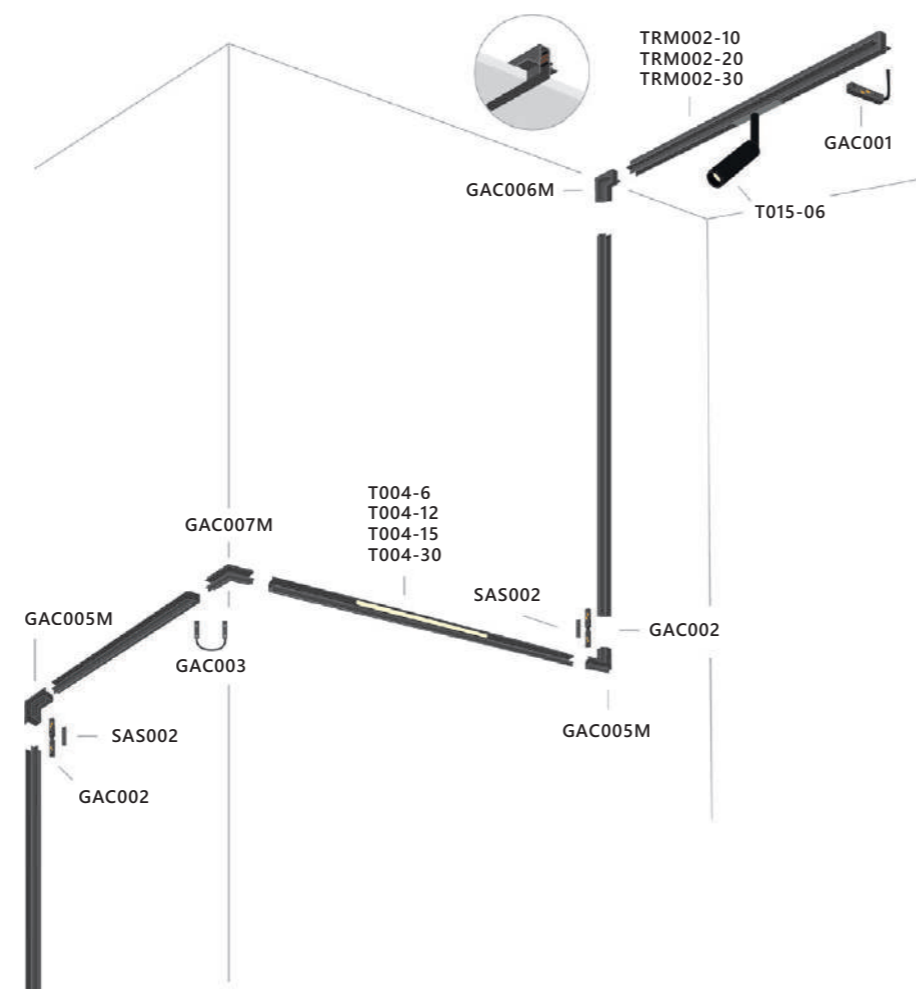 TRM002-10
TRM002-20
TRM002-30
GAC001
GAC006M
T015-06
T004-6
T004-12
T004-15
T004-30
GAC007M
SAS002
GAC002
GAC005M
GAC003
GAC005M
SAS002
GAC002